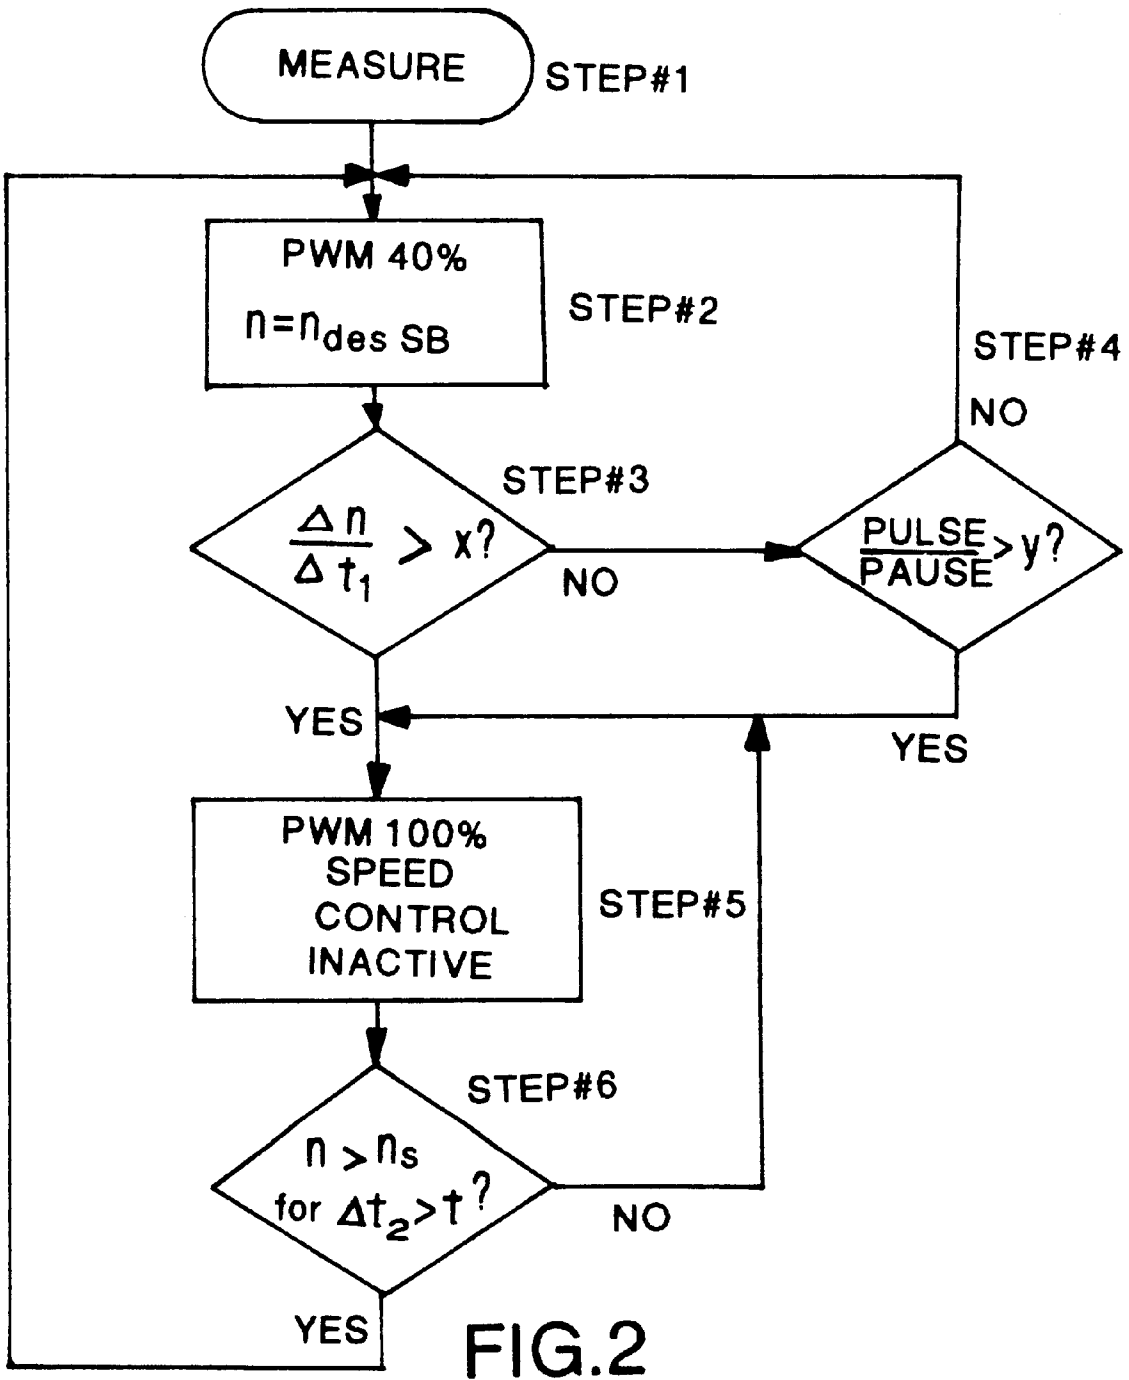 MEASURE
STEP#1
PWM 40%
n=n_des SB
STEP#2
STEP#4
NO
STEP#3
Δn
Δt₁
> x?
NO
PULSE
PAUSE
> y?
YES
YES
PWM 100%
SPEED
CONTROL
INACTIVE
STEP#5
STEP#6
n > nₛ
for Δt₂ > t ?
NO
YES
FIG.2